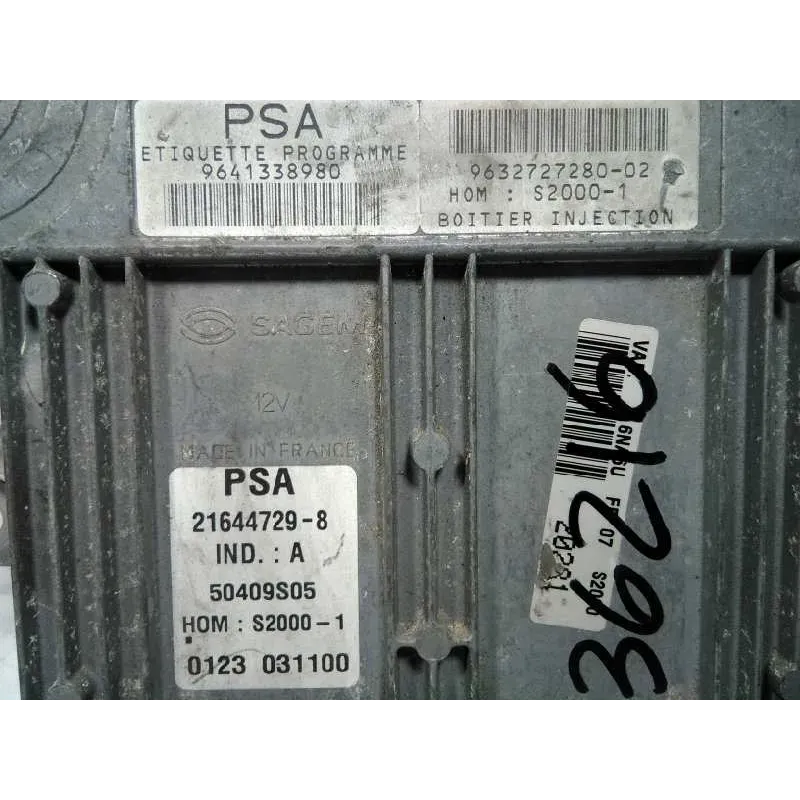 PSA
ETIQUETTE PROGRAMME
9641338980
9632727280-02
HOM : S2000-1
BOITIER INJECTION
SAGEM
12V
MADE IN FRANCE
PSA
21644729-8
IND. : A
50409S05
HOM : S2000-1
0123 031100
07